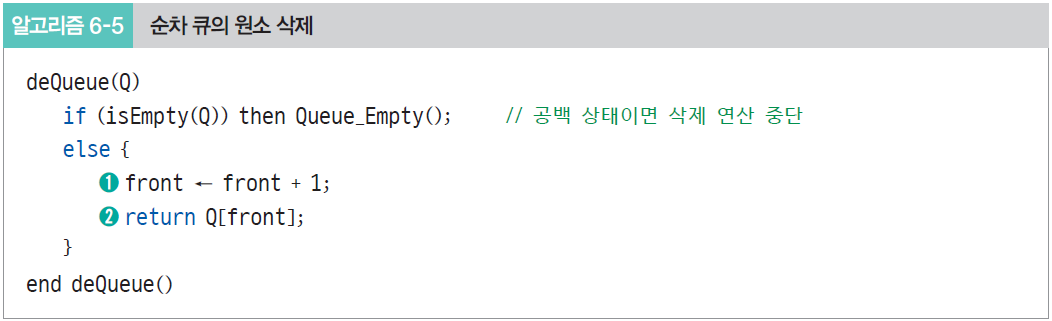 알고리즘 6-5 순차 큐의 원소 삭제
deQueue(Q)
if (isEmpty(Q)) then Queue_Empty(); // 공백 상태이면 삭제 연산 중단
else {
❶ front ← front + 1;
❷ return Q[front];
}
end deQueue()